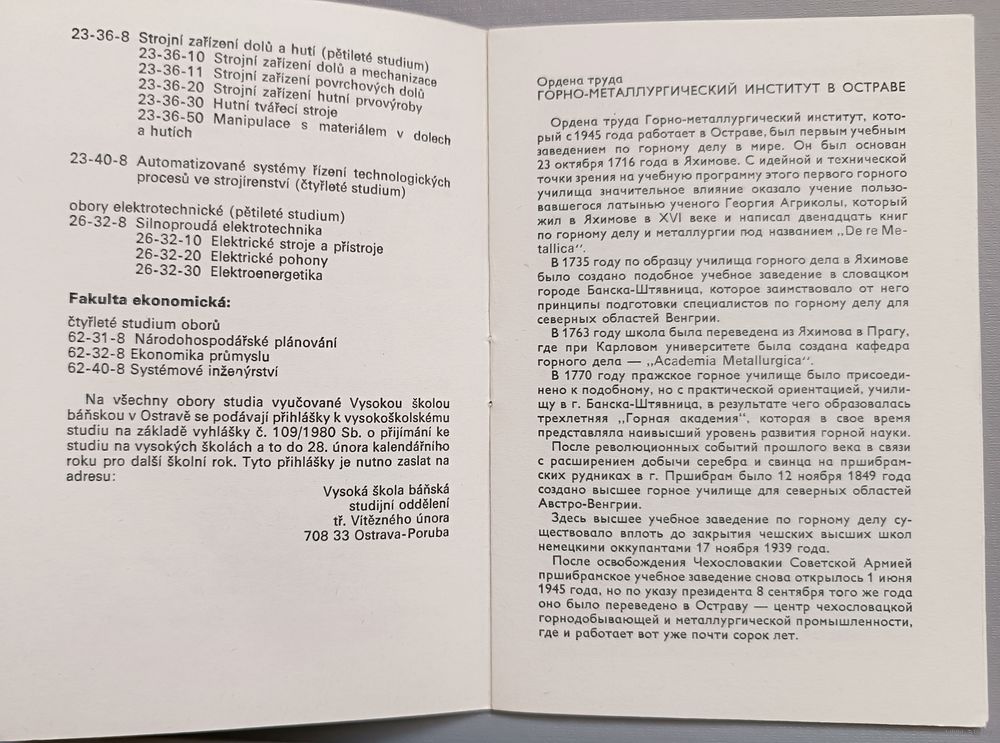 23-36-8 Strojní zařízení dolů a hutí (pětileté studium)
23-36-10 Strojní zařízení dolů a mechanizace
23-36-11 Strojní zařízení povrchových dolů
23-36-20 Strojní zařízení hutní prvovýroby
23-36-30 Hutní tvářecí stroje
23-36-50 Manipulace s materiálem v dolech
a hutích
23-40-8 Automatizované systémy řízení technologických
procesů ve strojírenství (čtyřleté studium)
obory elektrotechnické (pětileté studium)
26-32-8 Silnoproudá elektrotechnika
26-32-10 Elektrické stroje a přístroje
26-32-20 Elektrické pohony
26-32-30 Elektroenergetika
Fakulta ekonomická:
čtyřleté studium oborů
62-31-8 Národohospodářské plánování
62-32-8 Ekonomika průmyslu
62-40-8 Systémové inženýrství
Na všechny obory studia vyučované Vysokou školou
báňskou v Ostravě se podávají přihlášky k vysokoškolskému
studiu na základě vyhlášky č. 109/1980 Sb. o přijímání ke
studiu na vysokých školách a to do 28. února kalendářního
roku pro další školní rok. Tyto přihlášky je nutno zaslat na
adresu:
Vysoká škola báňská
studijní oddělení
tř. Vítězného února
708 33 Ostrava-Poruba
Ордена труда
ГОРНО-МЕТАЛЛУРГИЧЕСКИЙ ИНСТИТУТ В ОСТРАВЕ
Ордена труда Горно-металлургический институт, кото-
рый с 1945 года работает в Остраве, был первым учебным
заведением по горному делу в мире. Он был основан
23 октября 1716 года в Яхимове. С идейной и технической
точки зрения на учебную программу этого первого горного
училища значительное влияние оказало учение пользо-
вавшегося латынью ученого Георгия Агриколы, который
жил в Яхимове в XVI веке и написал двенадцать книг
по горному делу и металлургии под названием „De re Me-
tallica“.
В 1735 году по образцу училища горного дела в Яхимове
было создано подобное учебное заведение в словацком
городе Банска-Штявница, которое заимствовало от него
принципы подготовки специалистов по горному делу для
северных областей Венгрии.
В 1763 году школа была переведена из Яхимова в Прагу,
где при Карловом университете была создана кафедра
горного дела — „Academia Metallurgica“.
В 1770 году пражское горное училище было присоеди-
нено к подобному, но с практической ориентацией, учили-
щу в г. Банска-Штявница, в результате чего образовалась
трехлетняя „Горная академия“, которая в свое время
представляла наивысший уровень развития горной науки.
После революционных событий прошлого века в связи
с расширением добычи серебра и свинца на пршибрам-
ских рудниках в г. Пршибрам было 12 ноября 1849 года
создано высшее горное училище для северных областей
Австро-Венгрии.
Здесь высшее учебное заведение по горному делу су-
ществовало вплоть до закрытия чешских высших школ
немецкими оккупантами 17 ноября 1939 года.
После освобождения Чехословакии Советской Армией
пршибрамское учебное заведение снова открылось 1 июня
1945 года, но по указу президента 8 сентября того же года
оно было переведено в Остраву — центр чехословацкой
горнодобывающей и металлургической промышленности,
где и работает вот уже почти сорок лет.